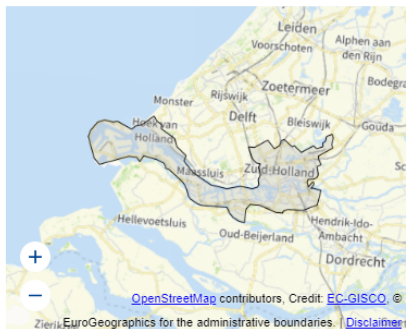 Leiden
Voorschoten
Alphen aan
den Rijn
Zoetermeer
Bodegra
Monster
Rijswijk
Delft
Bleiswijk
Gouda
Hoek van
Holland
Maassluis
Zuid-Holland
Hellevoetsluis
Oud-Beijerland
Hendrik-Ido-
Ambacht
Dordrecht
+
−
OpenStreetMap contributors, Credit: EC-GISCO, ©
EuroGeographics for the administrative boundaries. Disclaimer
Zierikzee